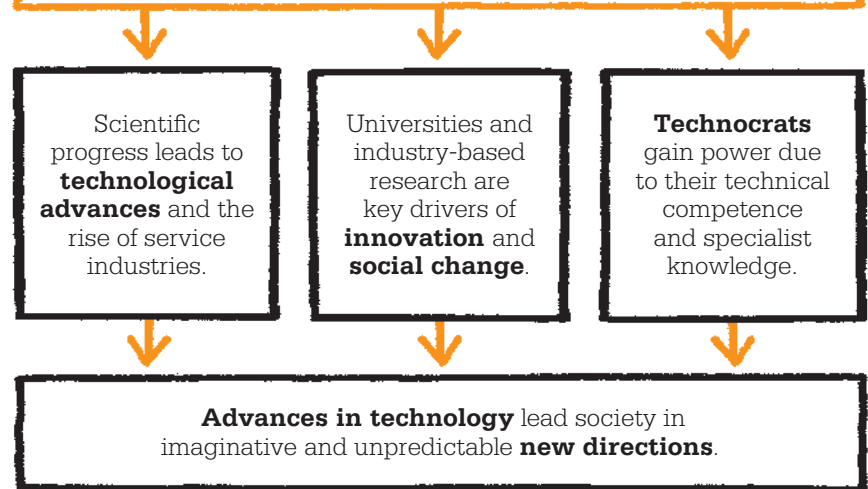 Scientific
progress leads to
technological
advances and the
rise of service
industries.
Universities and
industry-based
research are
key drivers of
innovation and
social change.
Technocrats
gain power due
to their technical
competence
and specialist
knowledge.
Advances in technology lead society in
imaginative and unpredictable new directions.